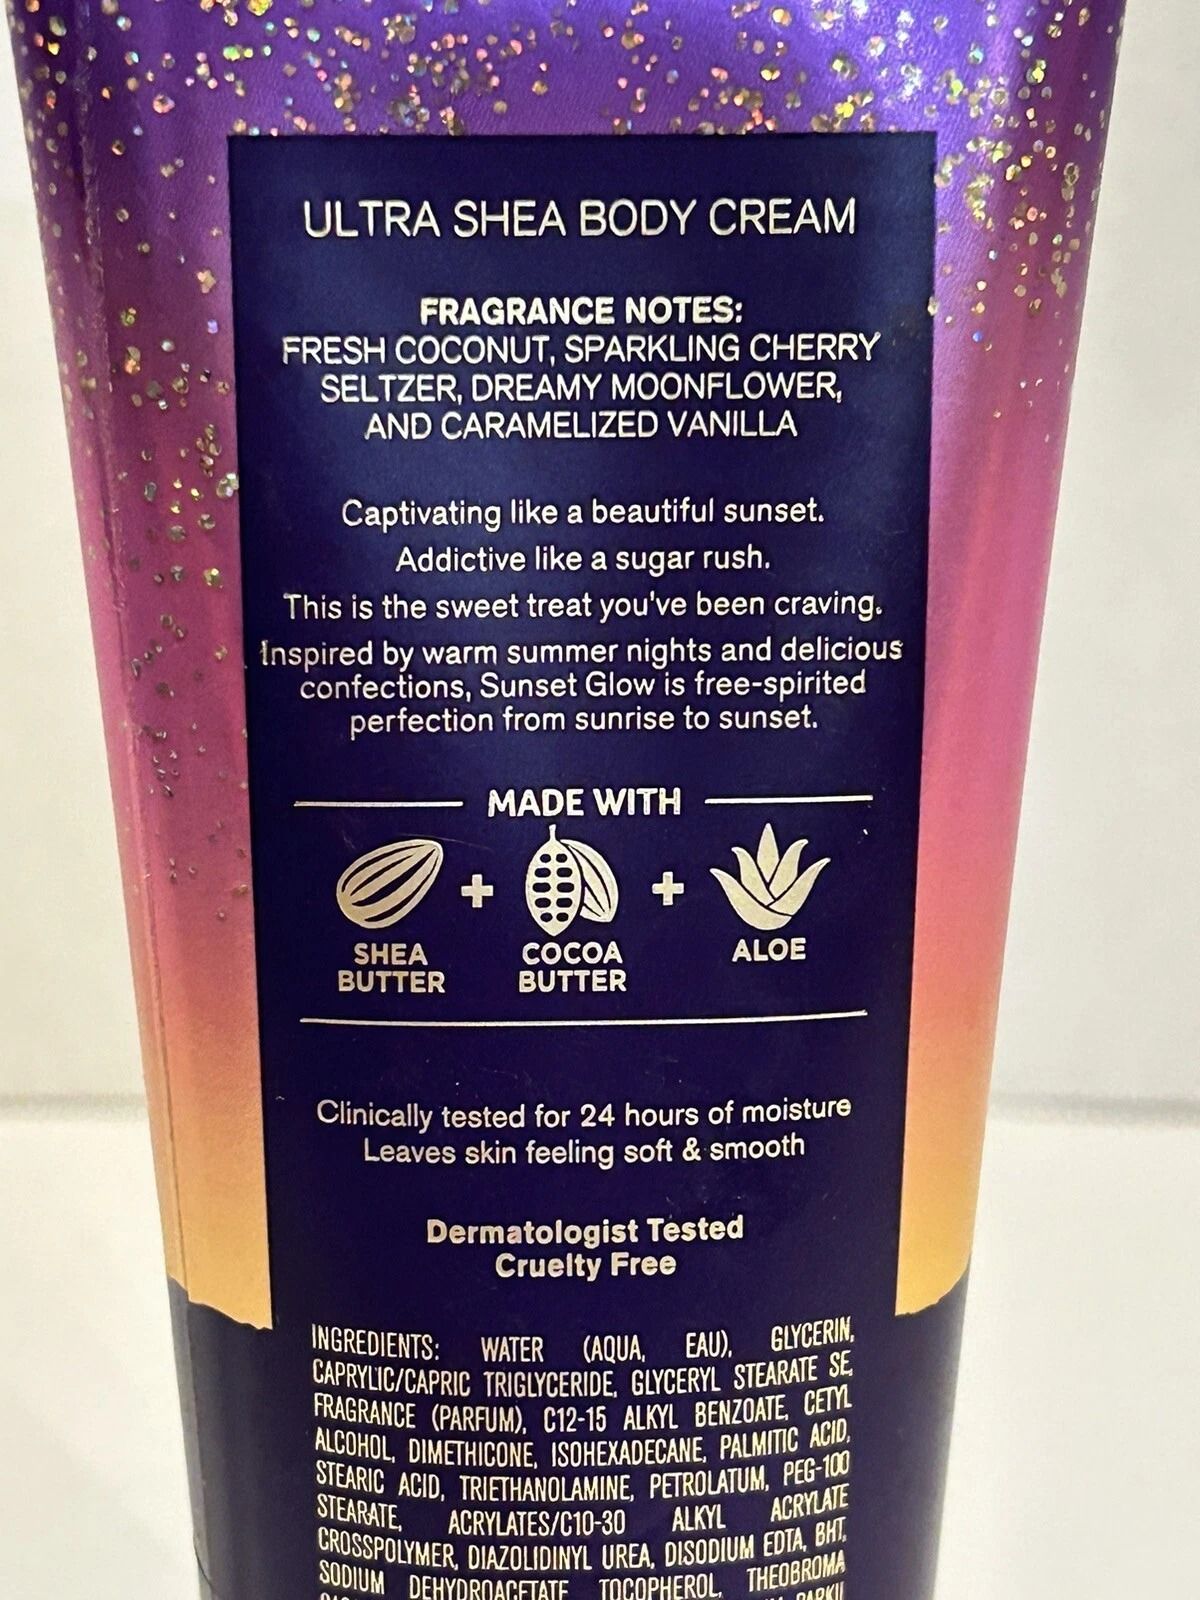 ULTRA SHEA BODY CREAM
FRAGRANCE NOTES:
FRESH COCONUT, SPARKLING CHERRY
SELTZER, DREAMY MOONFLOWER,
AND CARAMELIZED VANILLA
Captivating like a beautiful sunset.
Addictive like a sugar rush.
This is the sweet treat you've been craving.
Inspired by warm summer nights and delicious
confections, Sunset Glow is free-spirited
perfection from sunrise to sunset.
MADE WITH
SHEA BUTTER + COCOA BUTTER + ALOE
Clinically tested for 24 hours of moisture
Leaves skin feeling soft & smooth
Dermatologist Tested
Cruelty Free
INGREDIENTS: WATER (AQUA, EAU), GLYCERIN,
CAPRYLIC/CAPRIC TRIGLYCERIDE, GLYCERYL STEARATE SE,
FRAGRANCE (PARFUM), C12-15 ALKYL BENZOATE, CETYL
ALCOHOL, DIMETHICONE, ISOHEXADECANE, PALMITIC ACID,
STEARIC ACID, TRIETHANOLAMINE, PETROLATUM, PEG-100
STEARATE, ACRYLATES/C10-30 ALKYL ACRYLATE
CROSSPOLYMER, DIAZOLIDINYL UREA, DISODIUM EDTA, BHT,
SODIUM DEHYDROACETATE TOCOPHEROL, THEOBROMA
PARKII